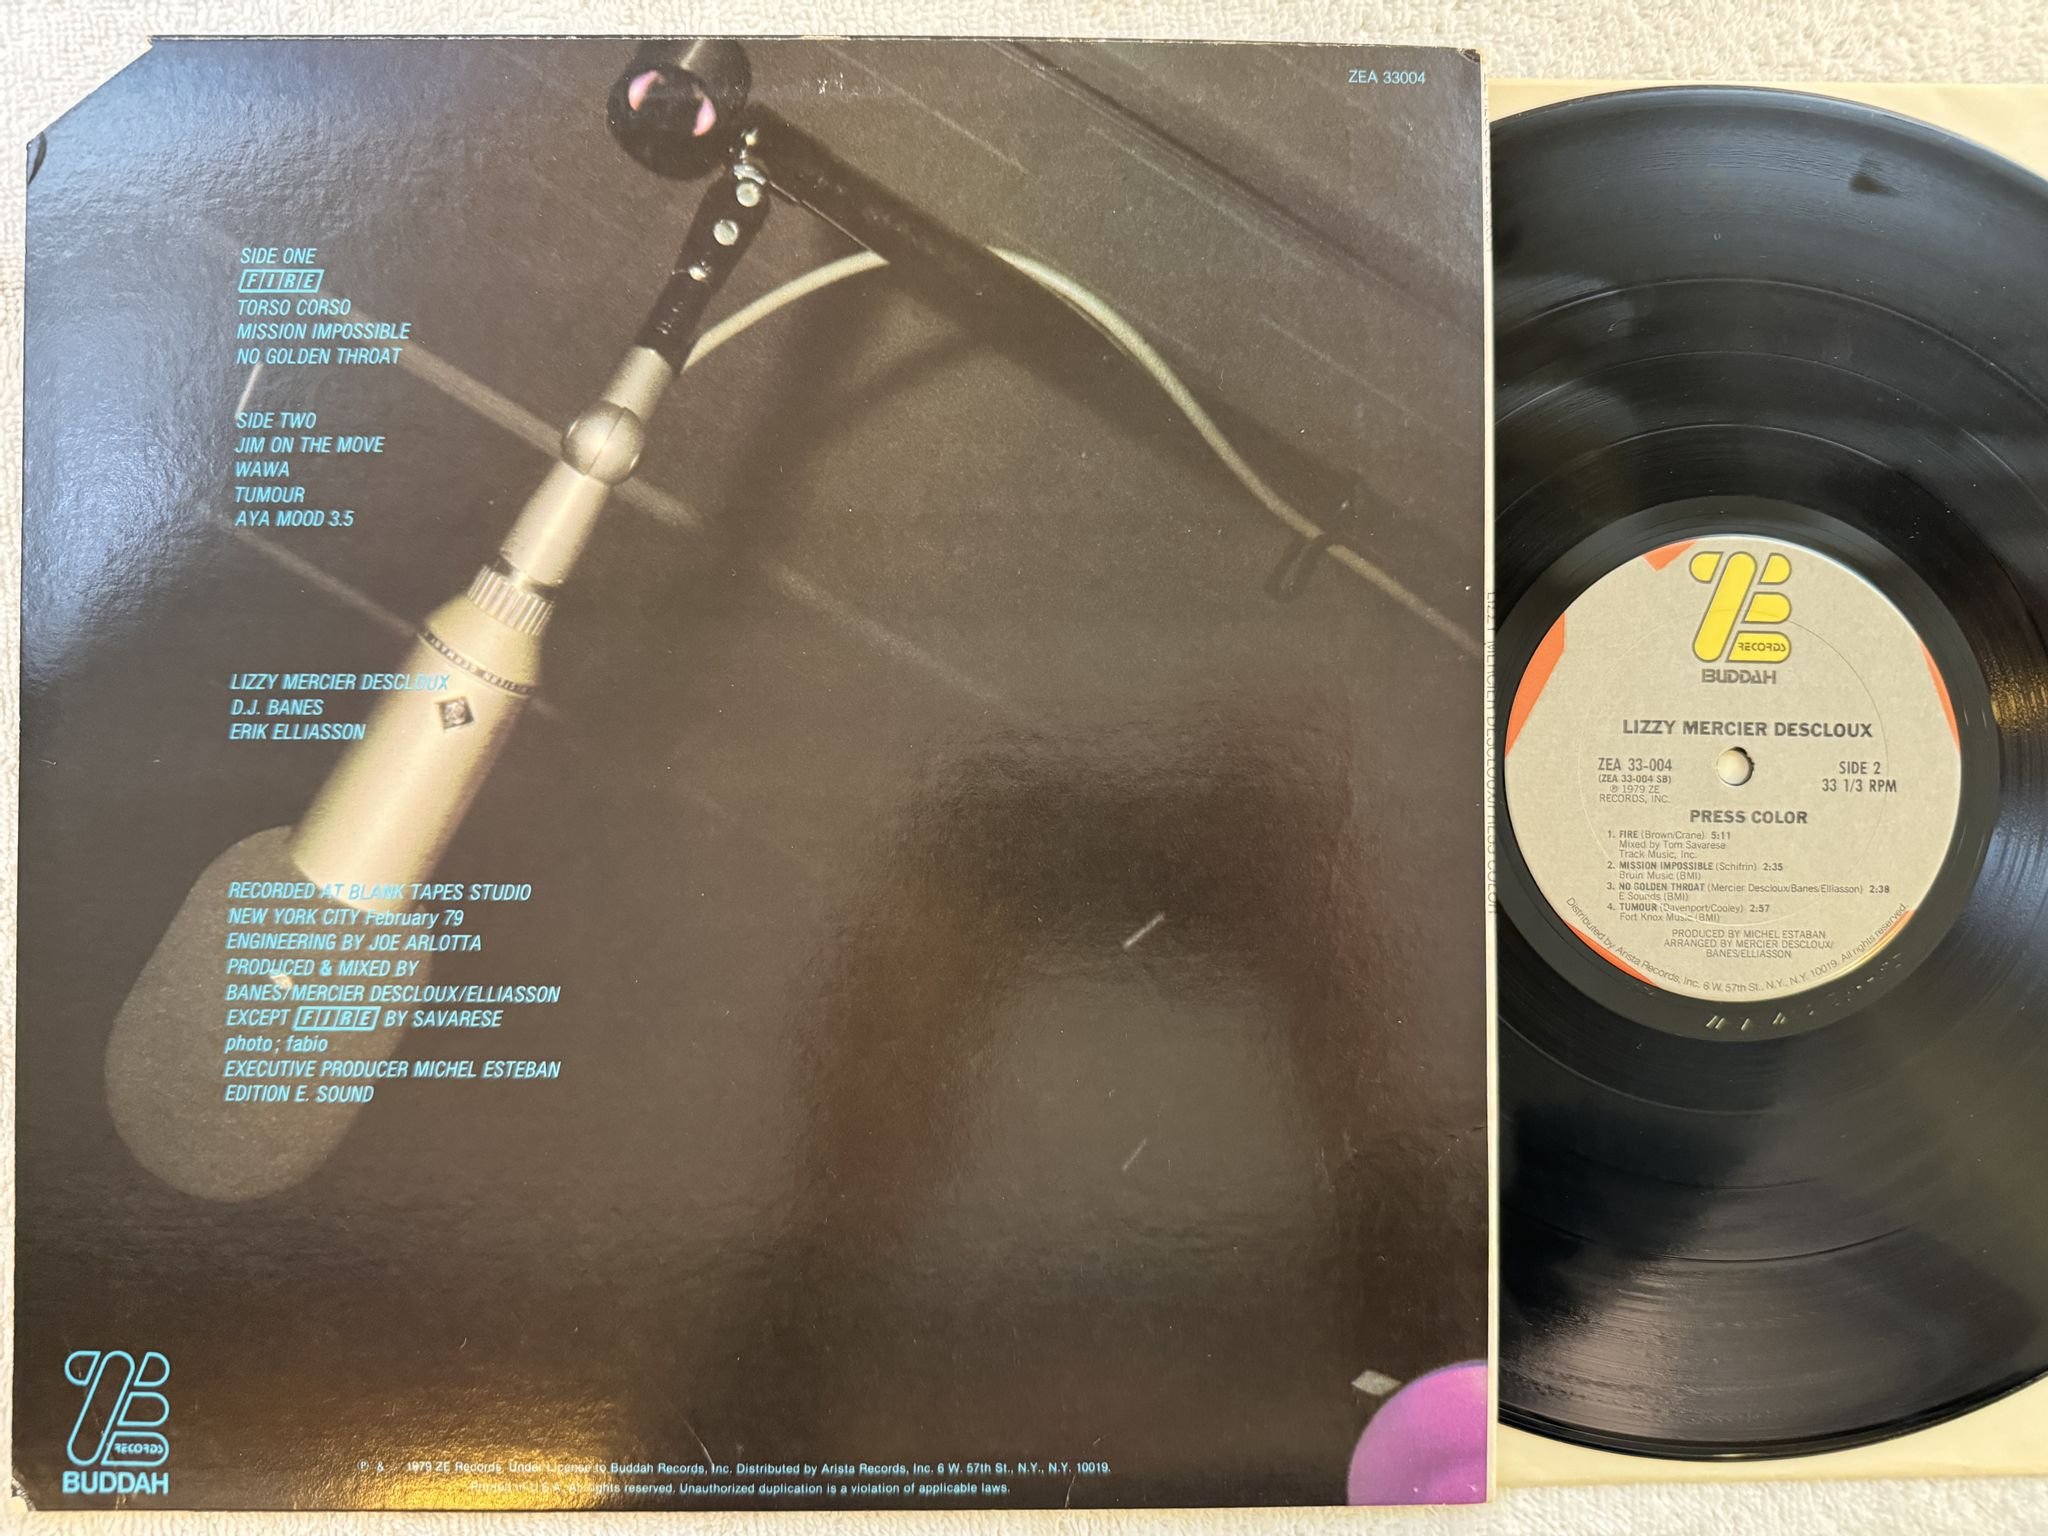 ZEA 33004
SIDE ONE
FIRE
TORSO CORSO
MISSION IMPOSSIBLE
NO GOLDEN THROAT
SIDE TWO
JIM ON THE MOVE
WAWA
TUMOUR
AYA MOOD 3.5
LIZZY MERCIER DESCLOUX
D.J. BANES
ERIK ELLIASSON
RECORDED AT BLANK TAPES STUDIO
NEW YORK CITY February 79
ENGINEERING BY JOE ARLOTTA
PRODUCED & MIXED BY
BANES/MERCIER DESCLOUX/ELLIASSON
EXCEPT FIRE BY SAVARESE
photo; fabio
EXECUTIVE PRODUCER MICHEL ESTEBAN
EDITION E. SOUND
RECORDS
BUDDAH
℗ & 1979 ZE Records, Under License to Buddah Records, Inc. Distributed by Arista Records, Inc. 6 W. 57th St., N.Y., N.Y. 10019.
Printed in U.S.A. All rights reserved. Unauthorized duplication is a violation of applicable laws.
LIZZY MERCIER DESCLOUX/PRESS COLOR
ZE
RECORDS
BUDDAH
LIZZY MERCIER DESCLOUX
ZEA 33-004
(ZEA 33-004 SB)
℗ 1979 ZE
RECORDS, INC.
SIDE 2
33 1/3 RPM
PRESS COLOR
1. FIRE (Brown/Crane) 5:11
Mixed by Tom Savarese
Track Music, Inc.
2. MISSION IMPOSSIBLE (Schifrin) 2:35
Bruin Music (BMI)
3. NO GOLDEN THROAT (Mercier Descloux/Banes/Elliasson) 2:38
E Sounds (BMI)
4. TUMOUR (Davenport/Cooley) 2:57
Fort Knox Music (BMI)
PRODUCED BY MICHEL ESTABAN
ARRANGED BY MERCIER DESCLOUX/
BANES/ELLIASSON
Distributed by Arista Records, Inc. 6 W. 57th St., N.Y., N.Y. 10019. All rights reserved.